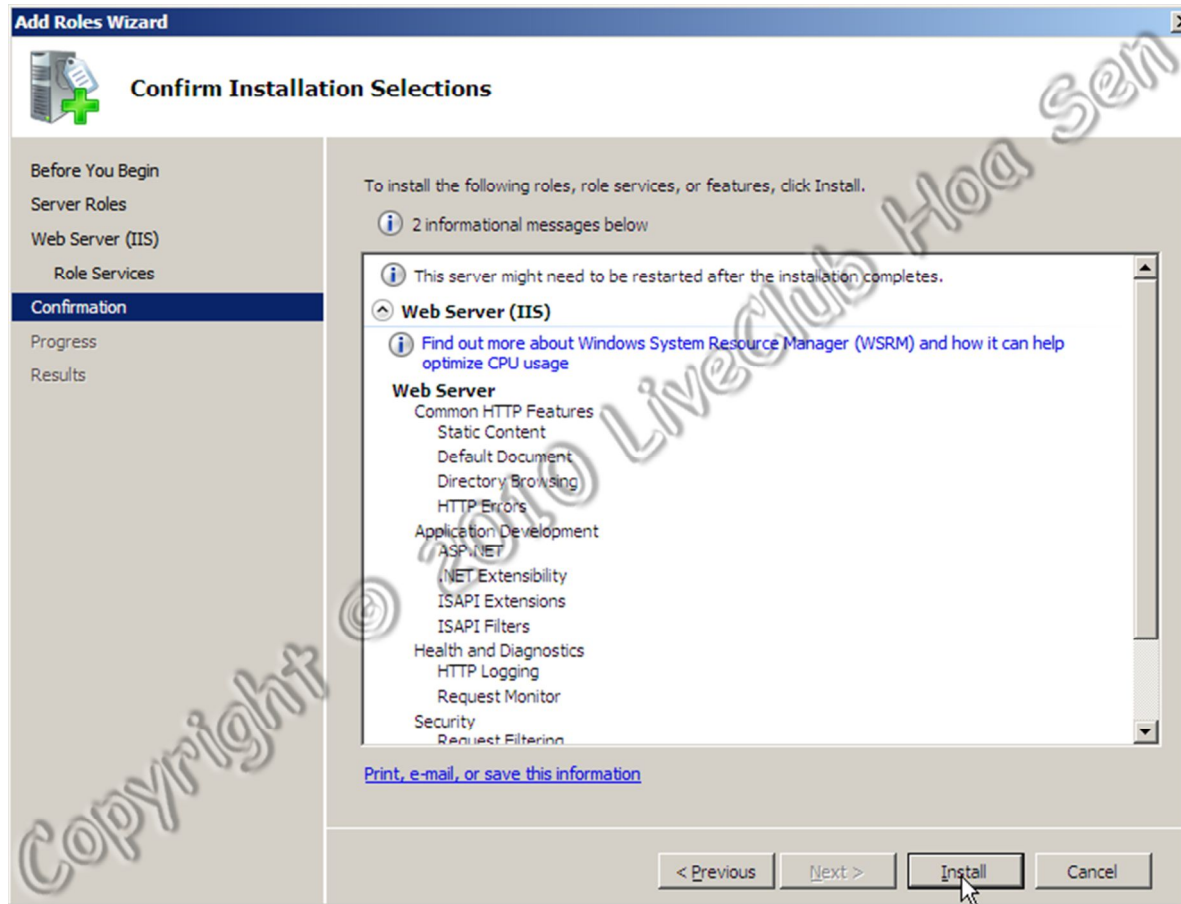 Add Roles Wizard
Confirm Installation Selections
Before You Begin
Server Roles
Web Server (IIS)
Role Services
Confirmation
Progress
Results
To install the following roles, role services, or features, click Install.
2 informational messages below
This server might need to be restarted after the installation completes.
Web Server (IIS)
Find out more about Windows System Resource Manager (WSRM) and how it can help
optimize CPU usage
Web Server
Common HTTP Features
Static Content
Default Document
Directory Browsing
HTTP Errors
Application Development
ASP.NET
.NET Extensibility
ISAPI Extensions
ISAPI Filters
Health and Diagnostics
HTTP Logging
Request Monitor
Security
Request Filtering
Print, e-mail, or save this information
< Previous
Next >
Install
Cancel
Copyright © 2010 LiveClub Hoa Sen